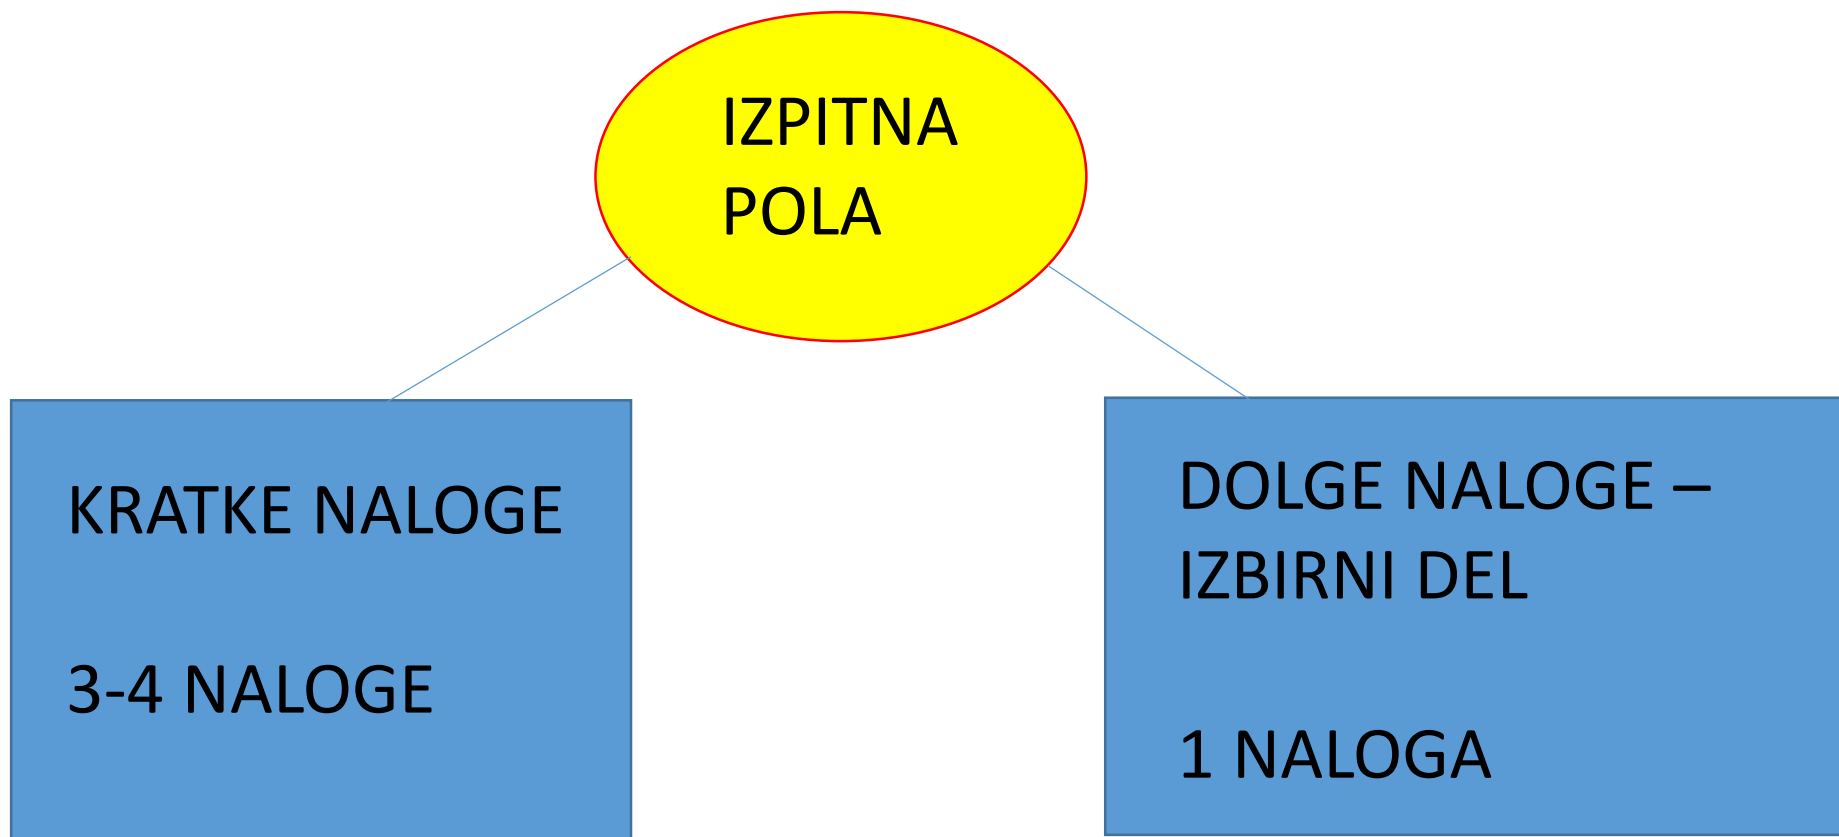 IZPITNA
POLA
KRATKE NALOGE
3-4 NALOGE
DOLGE NALOGE –
IZBIRNI DEL
1 NALOGA